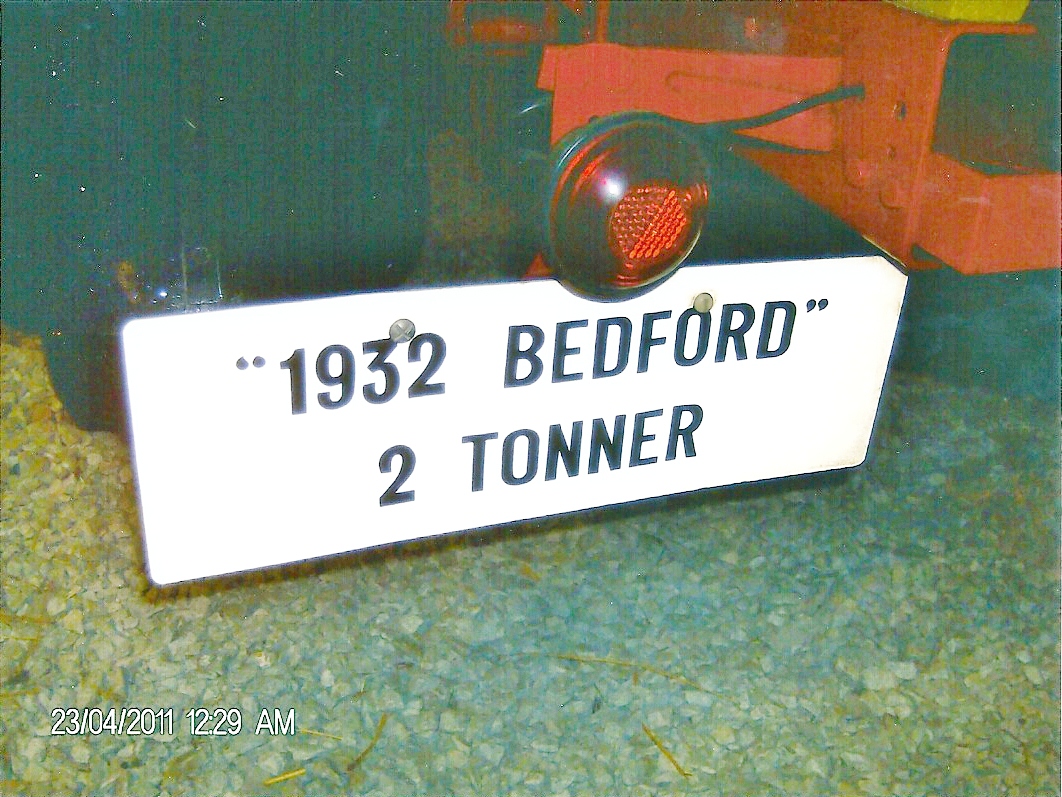 "1932 BEDFORD"
2 TONNER
23/04/2011 12:29 AM